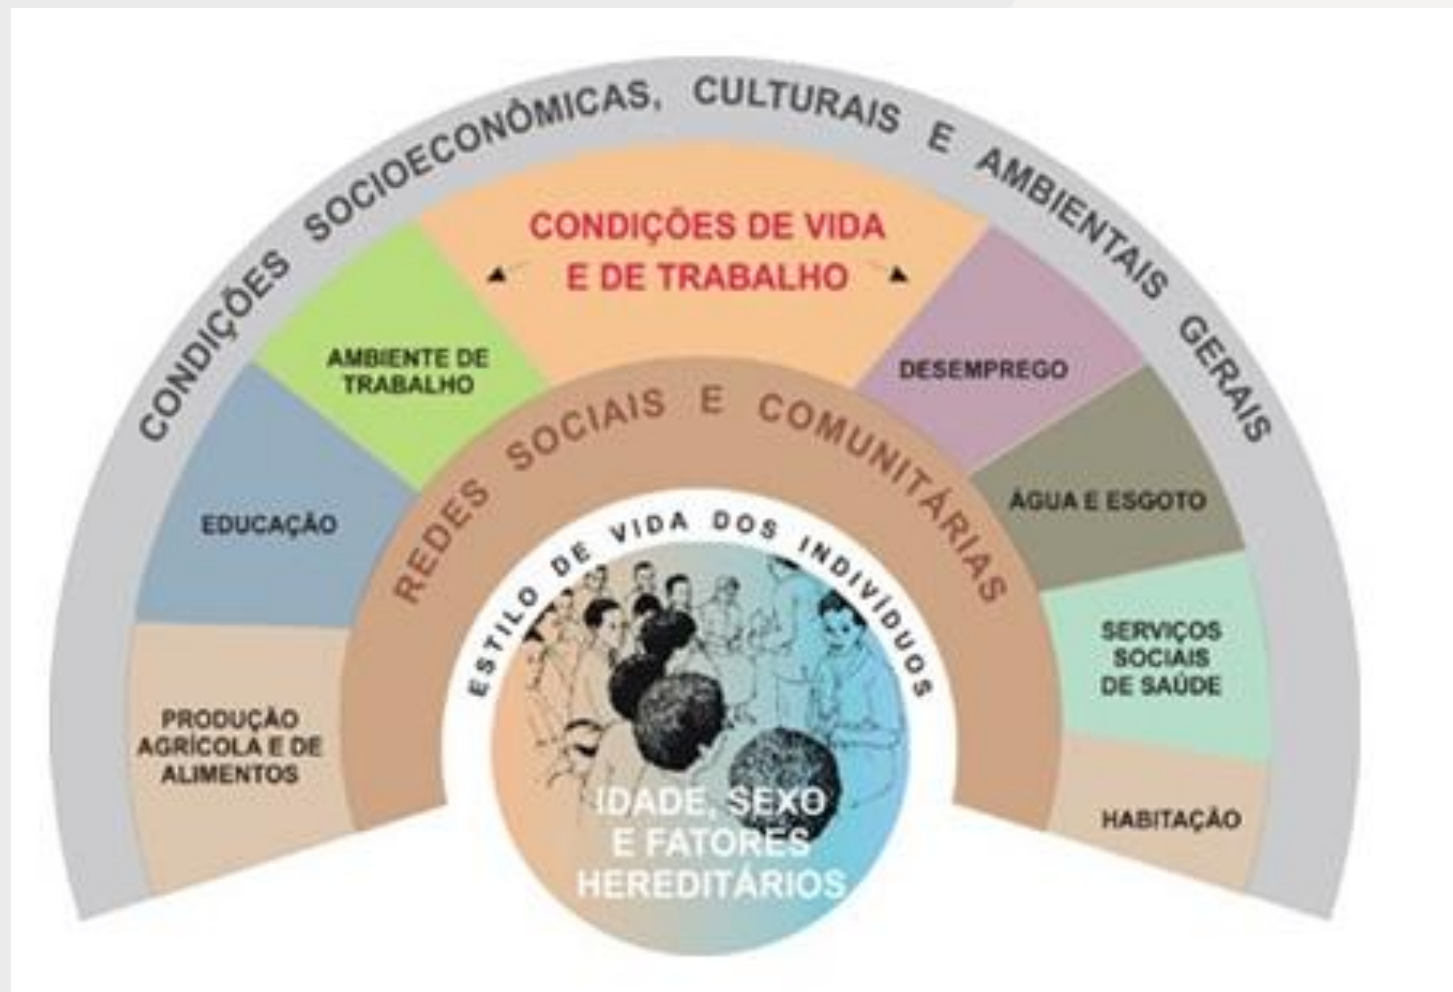 CONDIÇÕES SOCIOECONÔMICAS, CULTURAIS E AMBIENTAIS GERAIS
CONDIÇÕES DE VIDA
E DE TRABALHO
AMBIENTE DE
TRABALHO
DESEMPREGO
EDUCAÇÃO
ÁGUA E ESGOTO
PRODUÇÃO
AGRÍCOLA E DE
ALIMENTOS
SERVIÇOS
SOCIAIS
DE SAÚDE
HABITAÇÃO
REDES SOCIAIS E COMUNITÁRIAS
ESTILO DE VIDA DOS INDIVÍDUOS
IDADE, SEXO
E FATORES
HEREDITÁRIOS